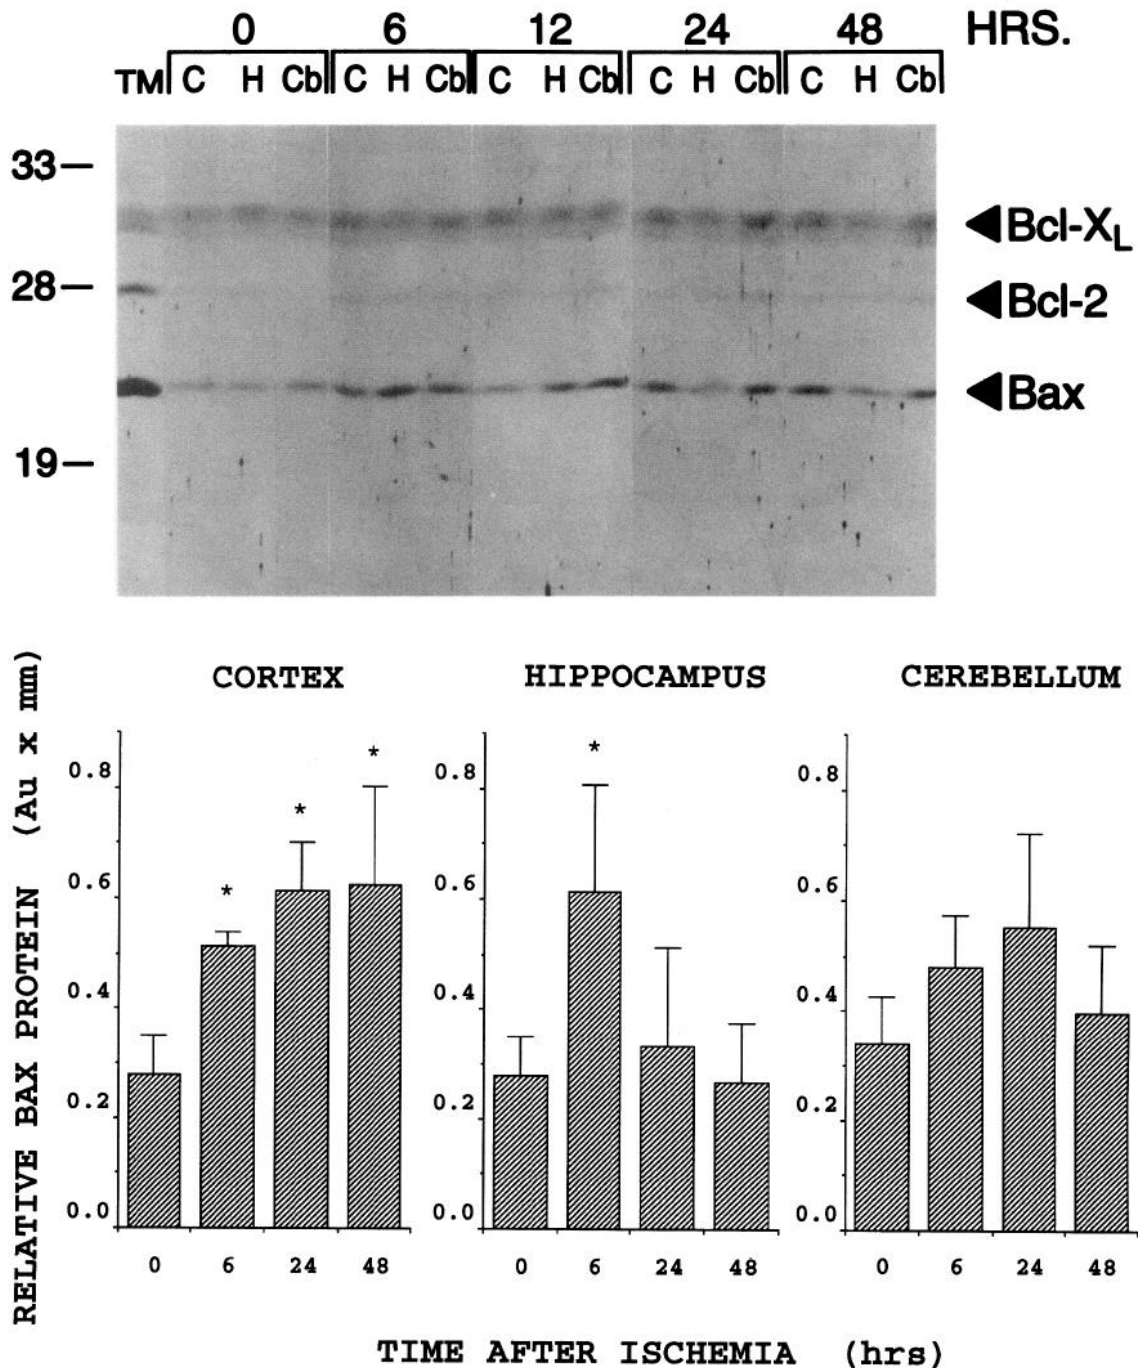 0 6 12 24 48 HRS.
TM C H Cb C H Cb C H Cb C H Cb C H Cb
33
Bcl-XL
28
Bcl-2
Bax
19
RELATIVE BAX PROTEIN (Au x mm)
CORTEX
0.8
0.6
0.4
0.2
0.0
* * *
0 6 24 48
HIPPOCAMPUS
0.8
0.6
0.4
0.2
0.0
*
0 6 24 48
CEREBELLUM
0.8
0.6
0.4
0.2
0.0
0 6 24 48
TIME AFTER ISCHEMIA (hrs)